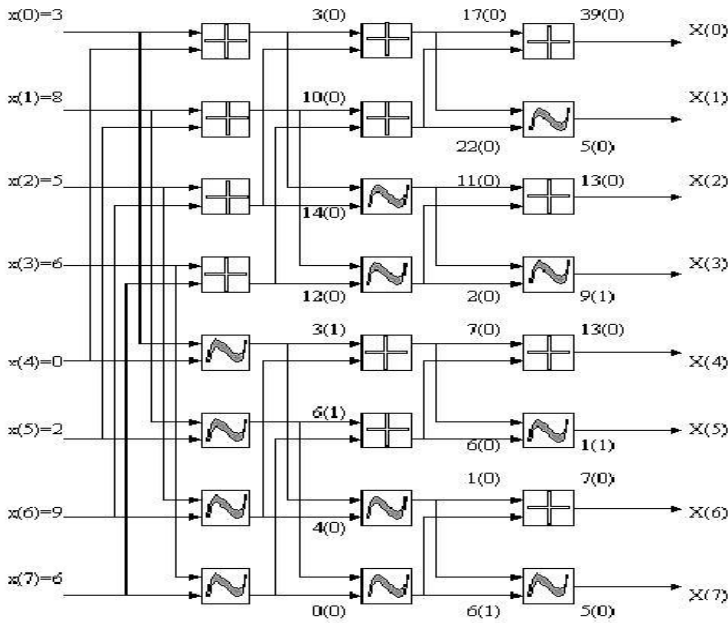 x(0)=3 3(0) 17(0) 39(0) X(0)
x(1)=8 10(0) X(1)
22(0) 5(0)
x(2)=5 11(0) 13(0) X(2)
14(0)
x(3)=6 X(3)
12(0) 2(0) 9(1)
3(1) 7(0) 13(0)
x(4)=0 X(4)
6(1)
x(5)=2 6(0) 1(1) X(5)
1(0) 7(0)
x(6)=9 4(0) X(6)
x(7)=6 X(7)
0(0) 6(1) 5(0)